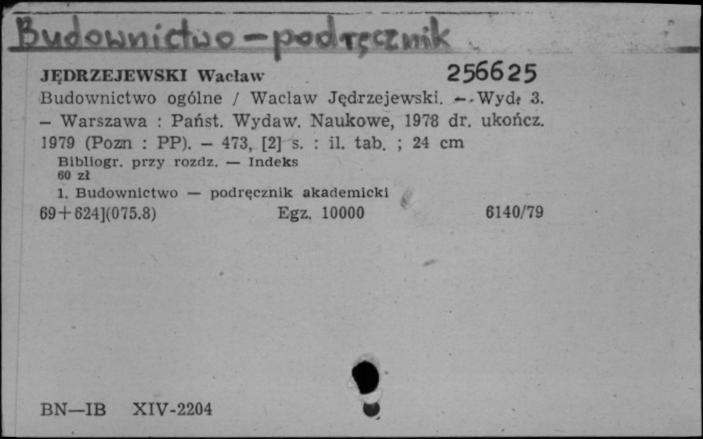 Budownictwo – podręcznik
JĘDRZEJEWSKI Wacław 256625
Budownictwo ogólne / Wacław Jędrzejewski. — Wyd. 3.
— Warszawa : Państ. Wydaw. Naukowe, 1978 dr. ukończ.
1979 (Pozn : PP). — 473, [2] s. : il. tab. ; 24 cm
Bibliogr. przy rozdz. — Indeks
60 zł
1. Budownictwo — podręcznik akademicki
69+624](075.8) Egz. 10000 6140/79
BN—IB XIV-2204